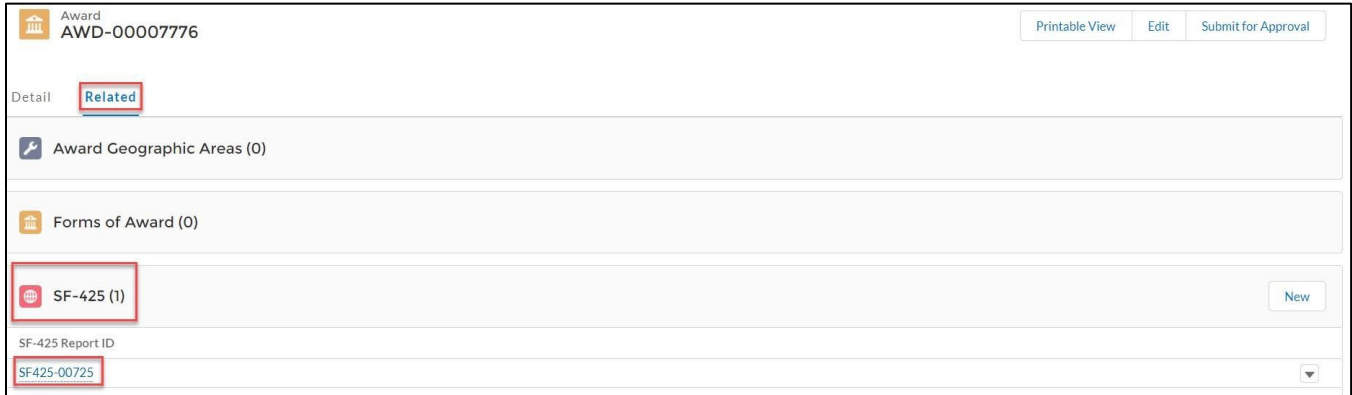 Award
AWD-00007776
Printable View Edit Submit for Approval
Detail Related
Award Geographic Areas (0)
Forms of Award (0)
SF-425 (1)
New
SF-425 Report ID
SF425-00725